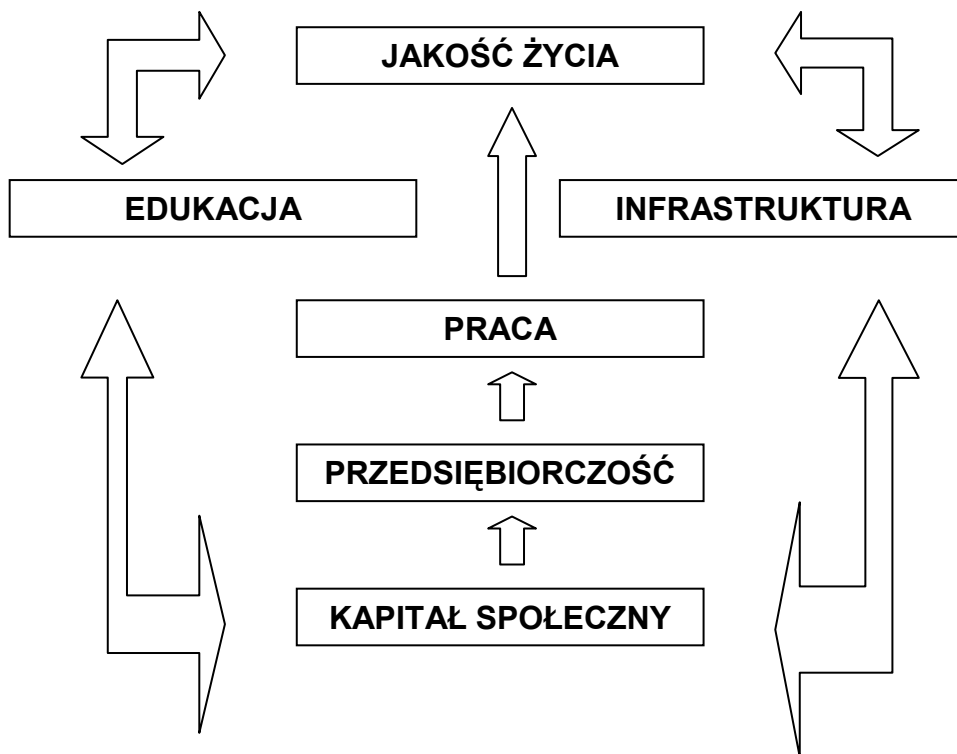 JAKOŚĆ ŻYCIA
EDUKACJA
INFRASTRUKTURA
PRACA
PRZEDSIĘBIORCZOŚĆ
KAPITAŁ SPOŁECZNY